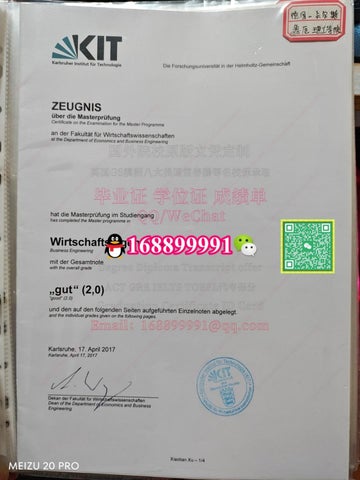 KIT
Karlsruher Institut für Technologie
Die Forschungsuniversität in der Helmholtz-Gemeinschaft
ZEUGNIS
über die Masterprüfung
Certificate on the Examination for the Master Programme
an der Fakultät für Wirtschaftswissenschaften
at the Department of Economics and Business Engineering
毕业证 学位证 成绩单
QQ/WeChat
hat die Masterprüfung im Studiengang
has completed the Master programme in
Wirtschafts
168899991
Business Engineering
mit der Gesamtnote
with the overall grade
Degree Diploma Transcript offer
„gut“ (2,0)
"good" (2.0)
und den auf den folgenden Seiten aufgeführten Einzelnoten abgelegt.
and the individual grades given on the following pages.
Email: 168899991@qq.com
Karlsruhe, 17. April 2017
Karlsruhe, April 17, 2017
KIT
Dekan der Fakultät für Wirtschaftswissenschaften
Dean of the Department of Economics and Business
Engineering
Xiaotian Xu – 1/4
MEIZU 20 PRO